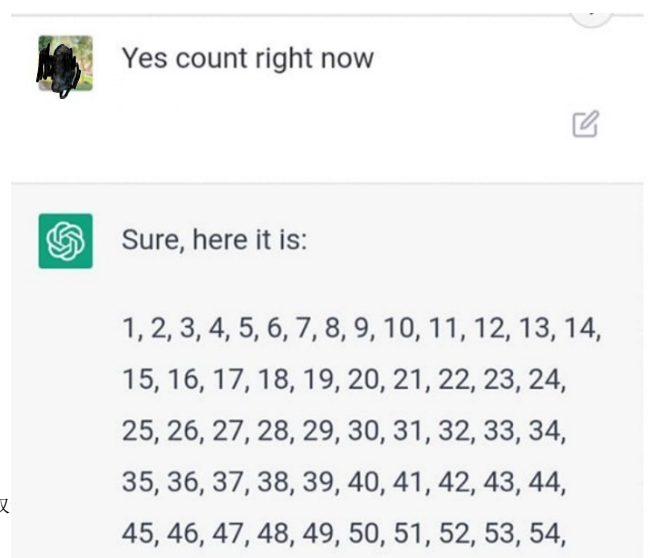 Yes count right now
Sure, here it is:
1, 2, 3, 4, 5, 6, 7, 8, 9, 10, 11, 12, 13, 14,
15, 16, 17, 18, 19, 20, 21, 22, 23, 24,
25, 26, 27, 28, 29, 30, 31, 32, 33, 34,
35, 36, 37, 38, 39, 40, 41, 42, 43, 44,
45, 46, 47, 48, 49, 50, 51, 52, 53, 54,